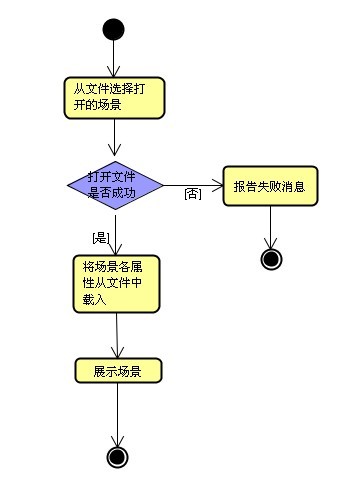 从文件选择打
开的场景
打开文件
是否成功
[否]
报告失败消息
[是]
将场景各属
性从文件中
载入
展示场景